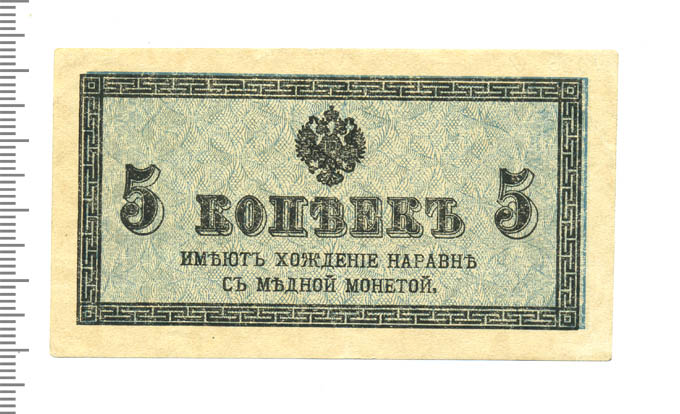 5 КОПѢЕКЪ 5
ИМѢЮТЪ ХОЖДЕНІЕ НАРАВНѢ
СЪ МѢДНОЙ МОНЕТОЙ.